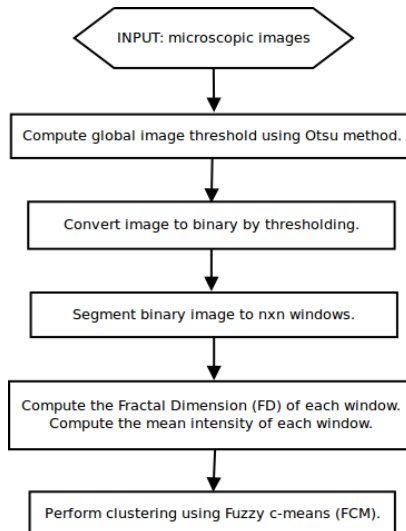 INPUT: microscopic images
Compute global image threshold using Otsu method.
Convert image to binary by thresholding.
Segment binary image to nxn windows.
Compute the Fractal Dimension (FD) of each window.
Compute the mean intensity of each window.
Perform clustering using Fuzzy c-means (FCM).